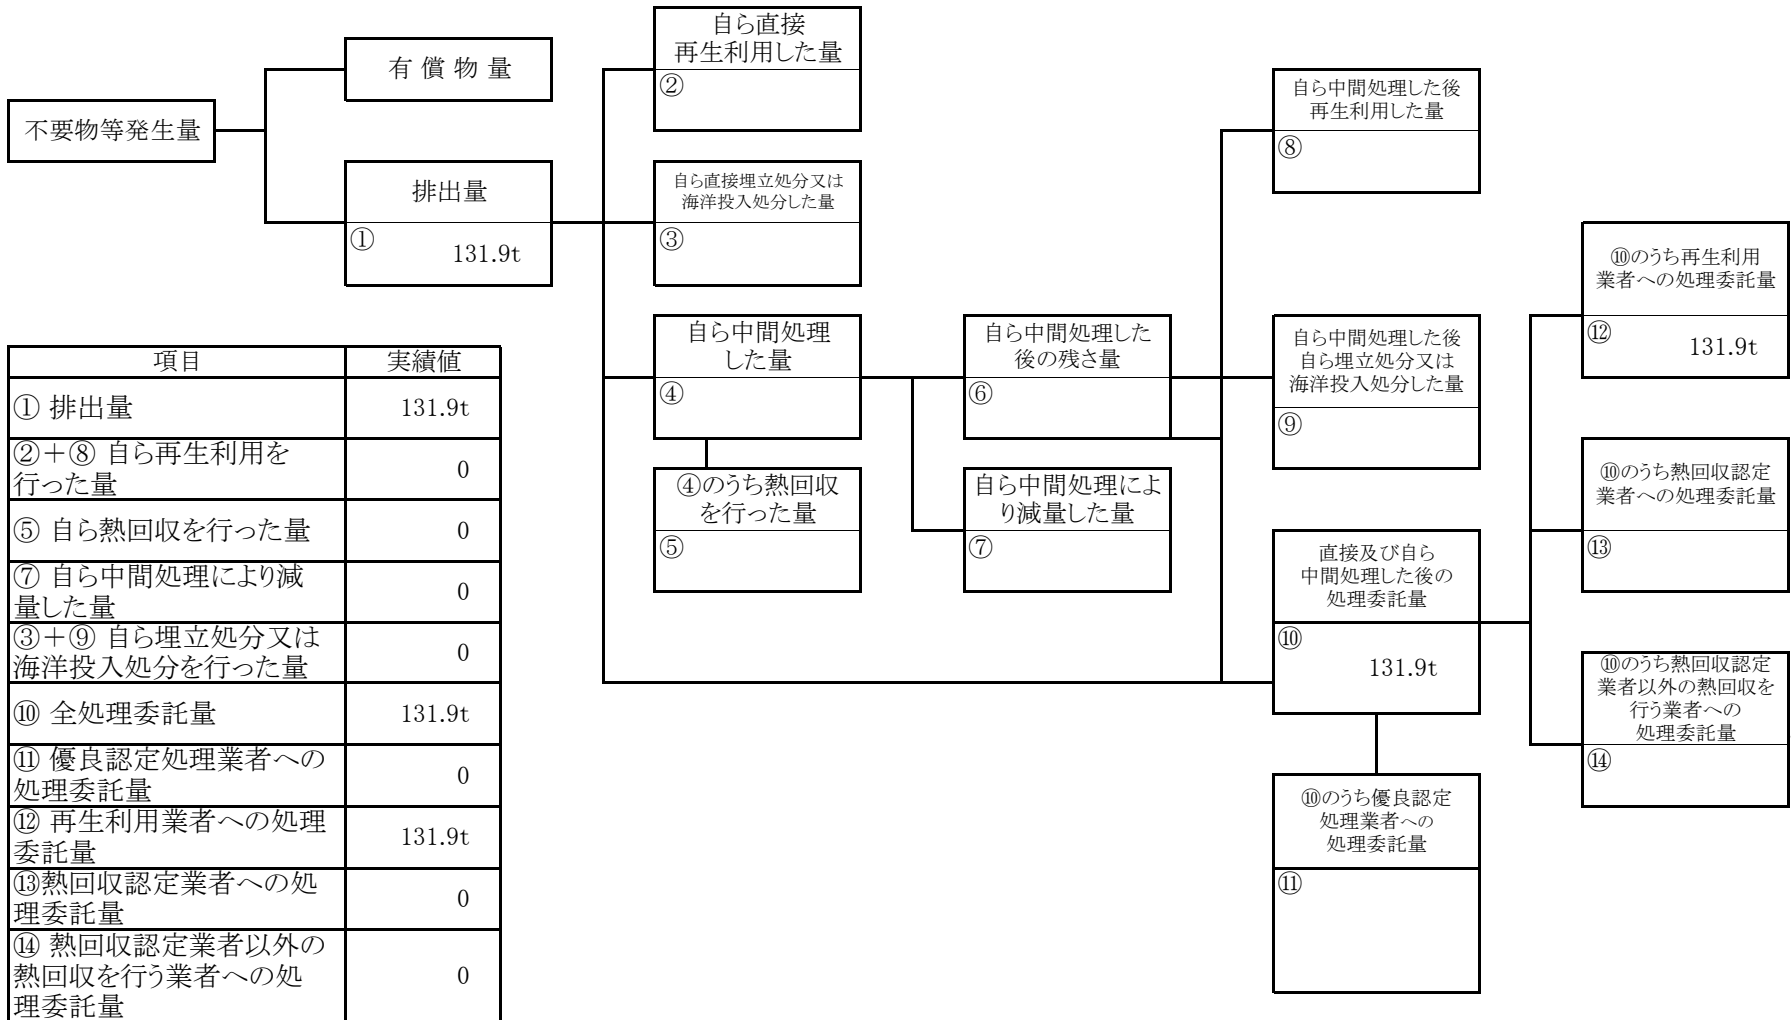 自ら直接
再生利用した量
②
有 償 物 量
不要物等発生量
排出量
①
131.9t
自ら直接埋立処分又は
海洋投入処分した量
③
自ら中間処理した後
再生利用した量
⑧
自ら中間処理
した量
④
自ら中間処理した
後の残さ量
⑥
自ら中間処理した後
自ら埋立処分又は
海洋投入処分した量
⑨
⑩のうち再生利用
業者への処理委託量
⑫
131.9t
④のうち熱回収
を行った量
⑤
自ら中間処理によ
り減量した量
⑦
⑩のうち熱回収認定
業者への処理委託量
⑬
直接及び自ら
中間処理した後の
処理委託量
⑩
131.9t
⑩のうち熱回収認定
業者以外の熱回収を
行う業者への
処理委託量
⑭
⑩のうち優良認定
処理業者への
処理委託量
⑪
項目 実績値
① 排出量 131.9t
②+⑧ 自ら再生利用を
行った量 0
⑤ 自ら熱回収を行った量 0
⑦ 自ら中間処理により減
量した量 0
③+⑨ 自ら埋立処分又は
海洋投入処分を行った量 0
⑩ 全処理委託量 131.9t
⑪ 優良認定処理業者への
処理委託量 0
⑫ 再生利用業者への処理
委託量 131.9t
⑬熱回収認定業者への処
理委託量 0
⑭ 熱回収認定業者以外の
熱回収を行う業者への処
理委託量 0